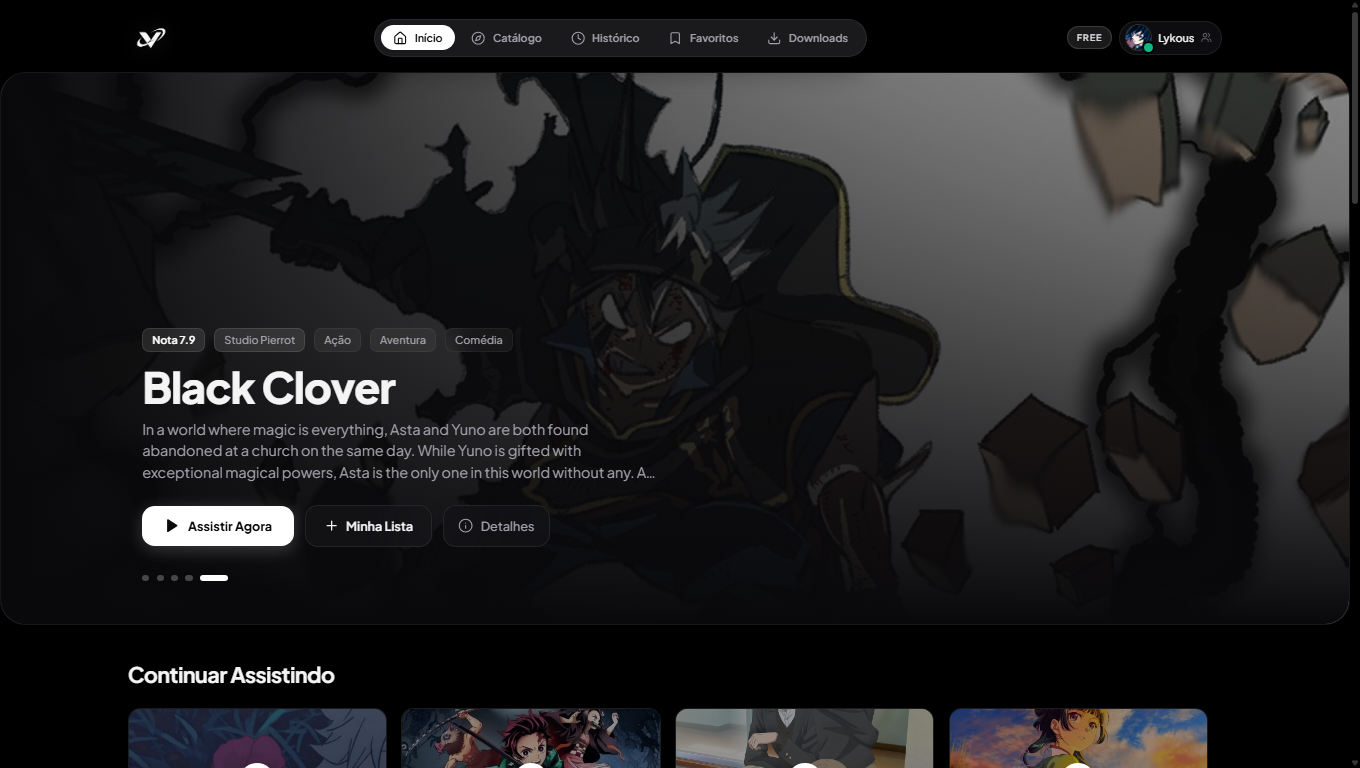 Início
Catálogo
Histórico
Favoritos
Downloads
FREE
Lykous
Nota 7.9
Studio Pierrot
Ação
Aventura
Comédia
Black Clover
In a world where magic is everything, Asta and Yuno are both found
abandoned at a church on the same day. While Yuno is gifted with
exceptional magical powers, Asta is the only one in this world without any. A...
Assistir Agora
Minha Lista
Detalhes
Continuar Assistindo